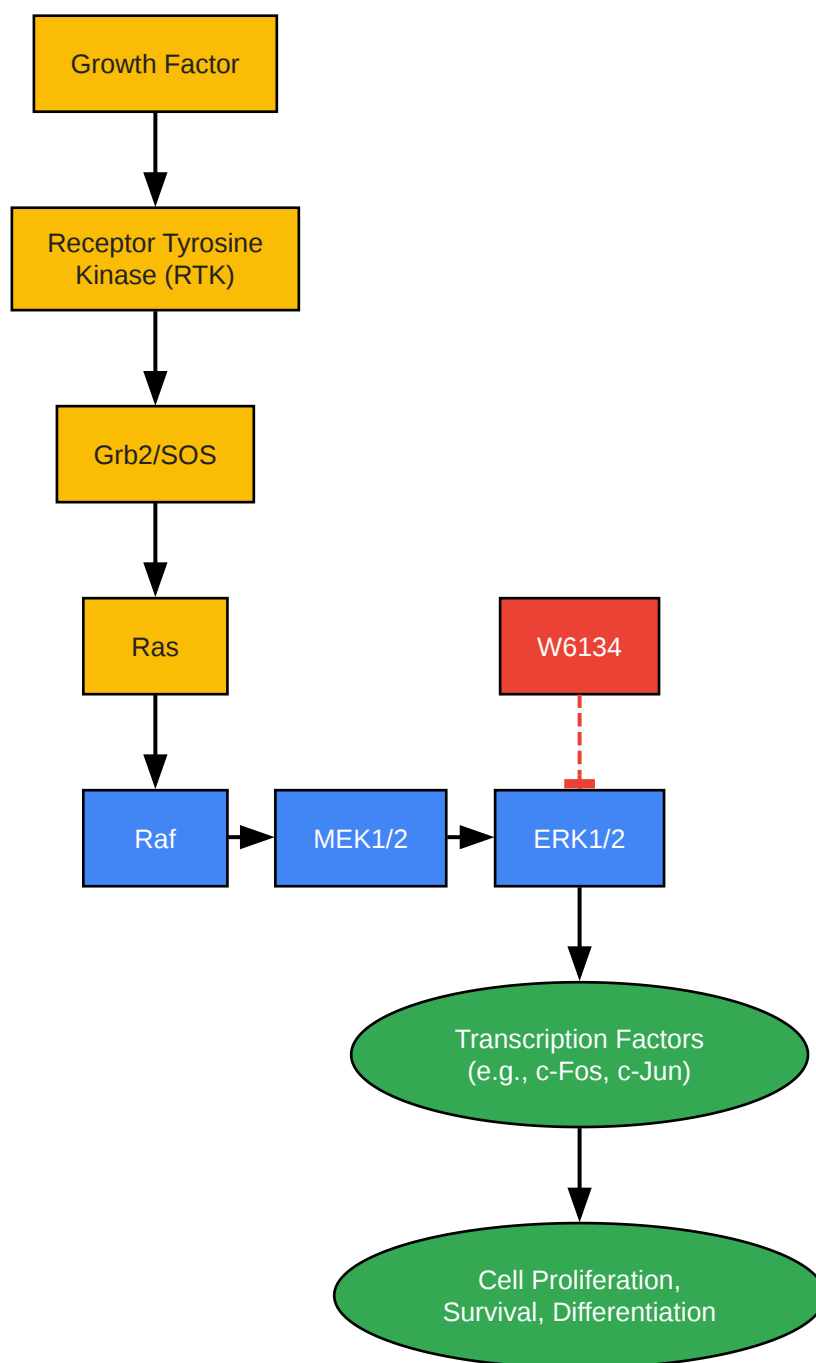 Growth Factor
Receptor Tyrosine
Kinase (RTK)
Grb2/SOS
Ras
W6134
Raf
MEK1/2
ERK1/2
Transcription Factors
(e.g., c-Fos, c-Jun)
Cell Proliferation,
Survival, Differentiation